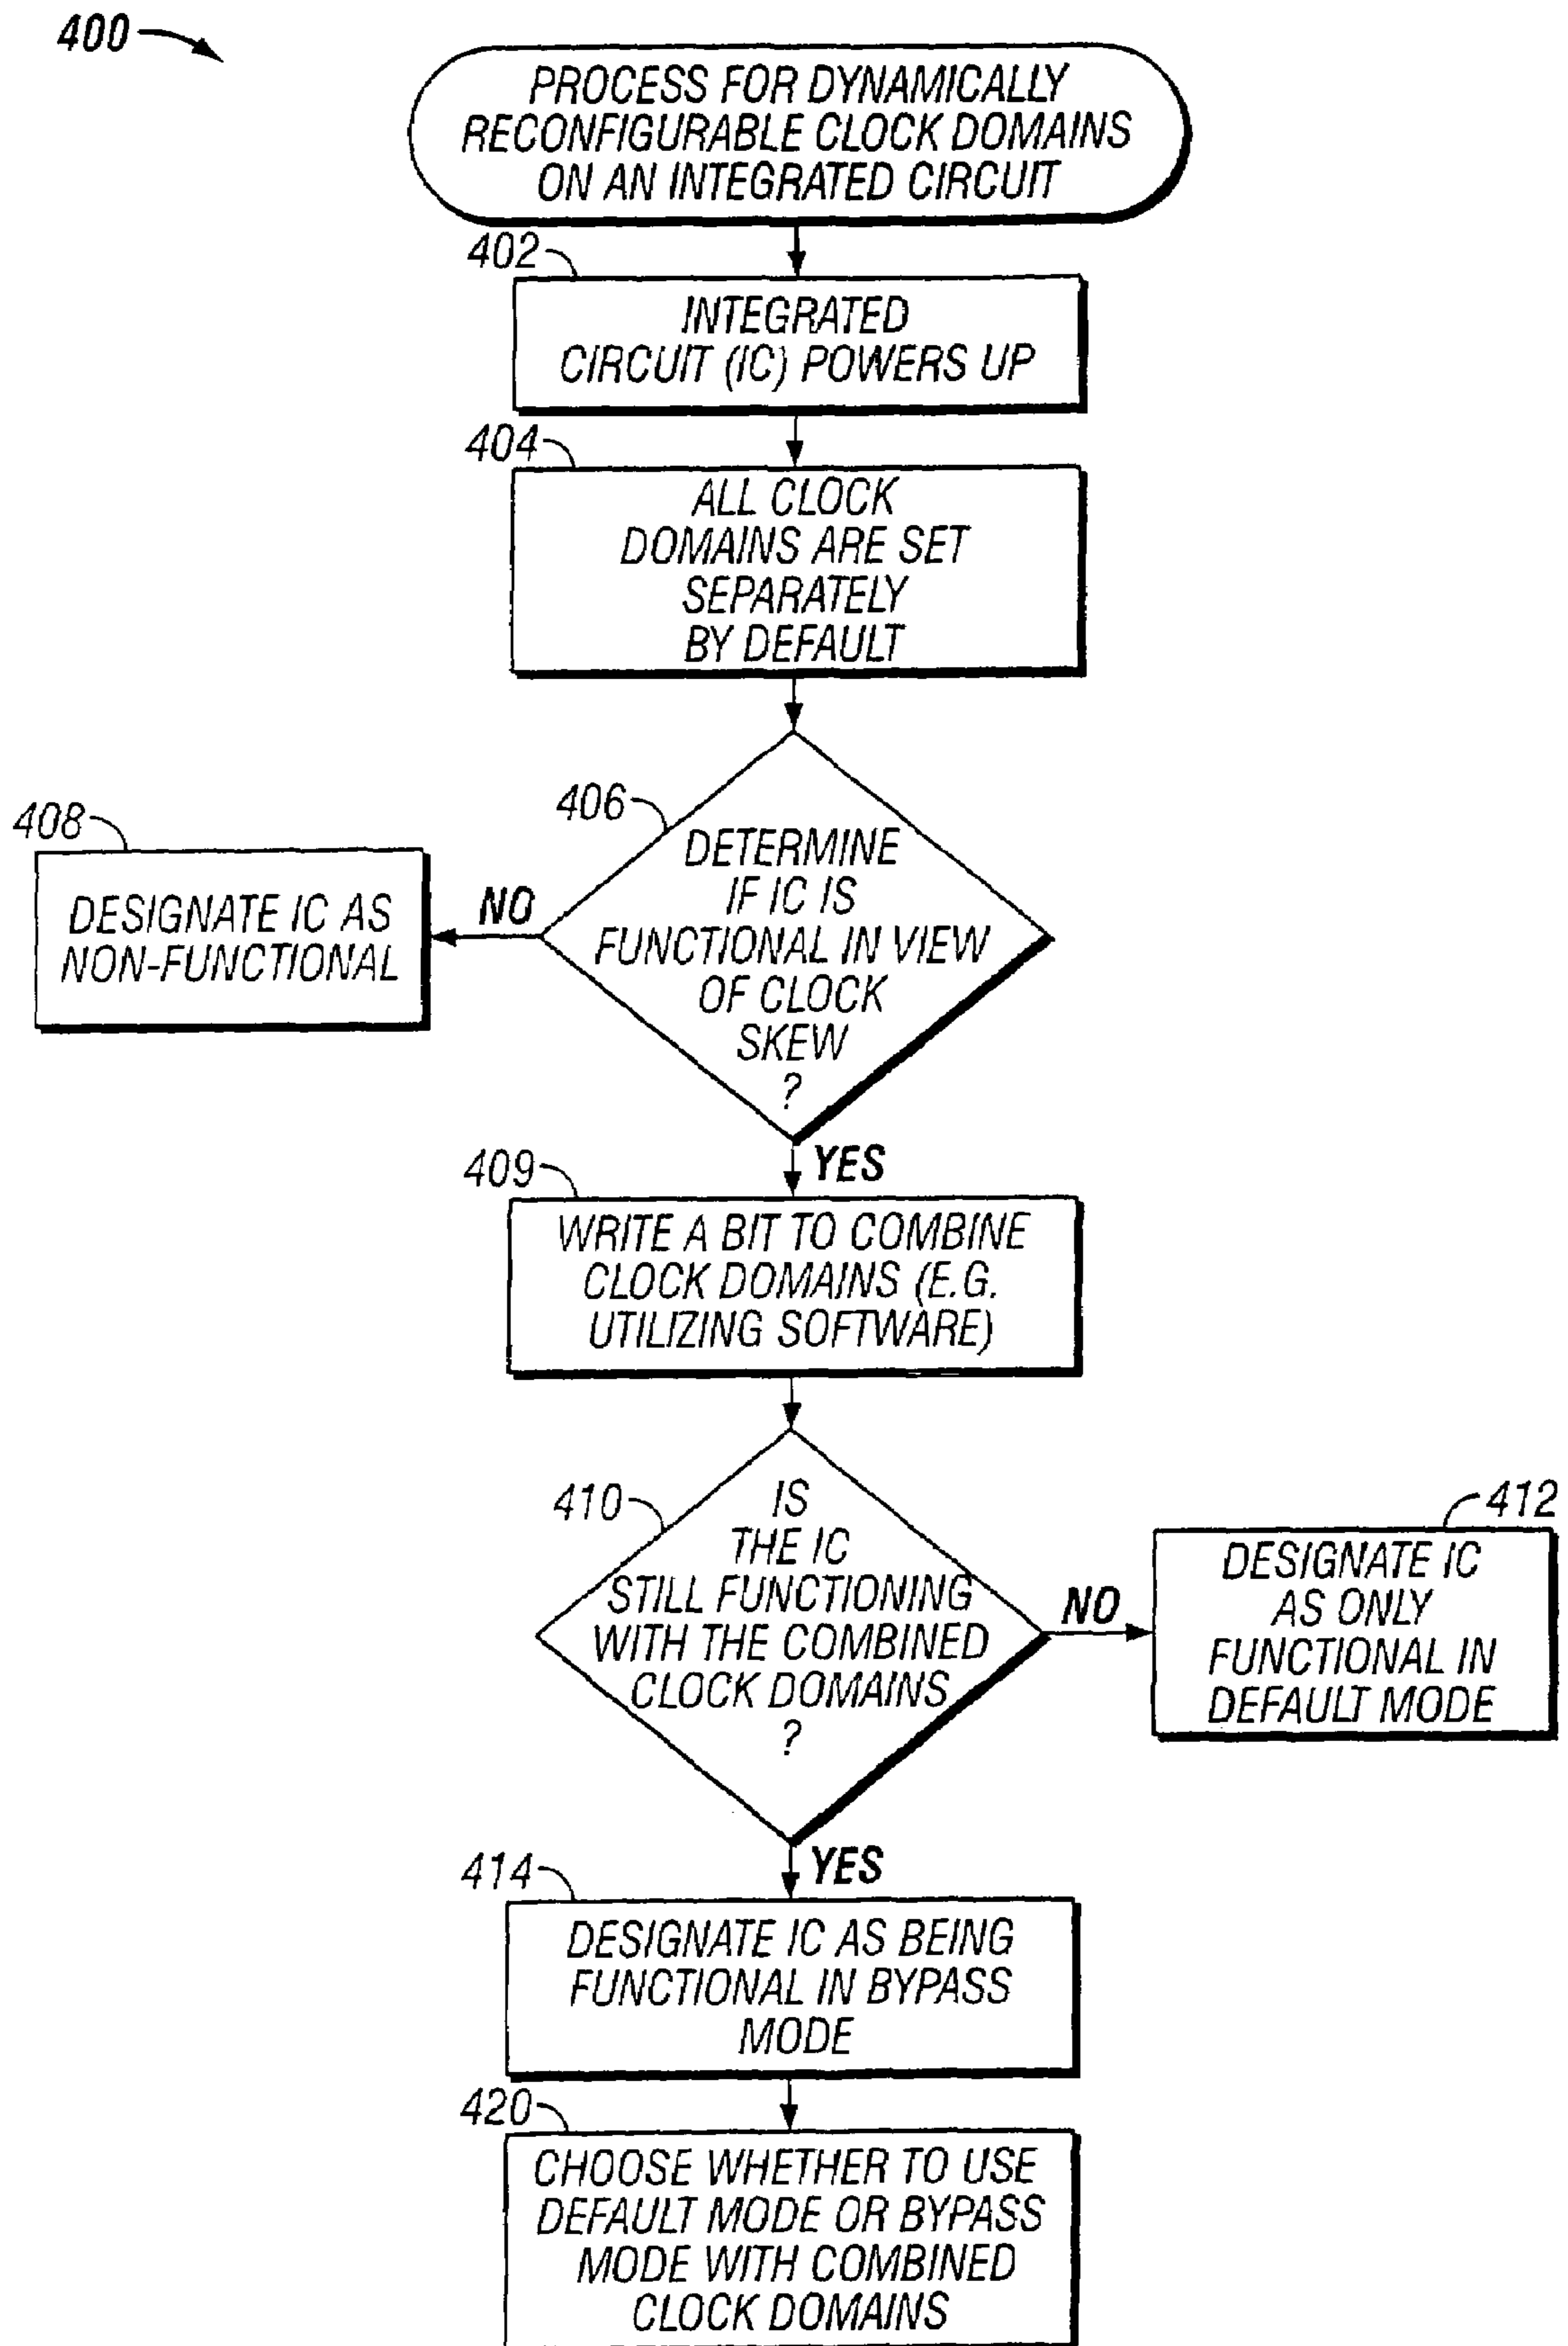 400
PROCESS FOR DYNAMICALLY
RECONFIGURABLE CLOCK DOMAINS
ON AN INTEGRATED CIRCUIT
402
INTEGRATED
CIRCUIT (IC) POWERS UP
404
ALL CLOCK
DOMAINS ARE SET
SEPARATELY
BY DEFAULT
406
DETERMINE
IF IC IS
FUNCTIONAL IN VIEW
OF CLOCK
SKEW
?
NO
408
DESIGNATE IC AS
NON-FUNCTIONAL
YES
409
WRITE A BIT TO COMBINE
CLOCK DOMAINS (E.G.
UTILIZING SOFTWARE)
410
IS
THE IC
STILL FUNCTIONING
WITH THE COMBINED
CLOCK DOMAINS
?
NO
412
DESIGNATE IC
AS ONLY
FUNCTIONAL IN
DEFAULT MODE
YES
414
DESIGNATE IC AS BEING
FUNCTIONAL IN BYPASS
MODE
420
CHOOSE WHETHER TO USE
DEFAULT MODE OR BYPASS
MODE WITH COMBINED
CLOCK DOMAINS